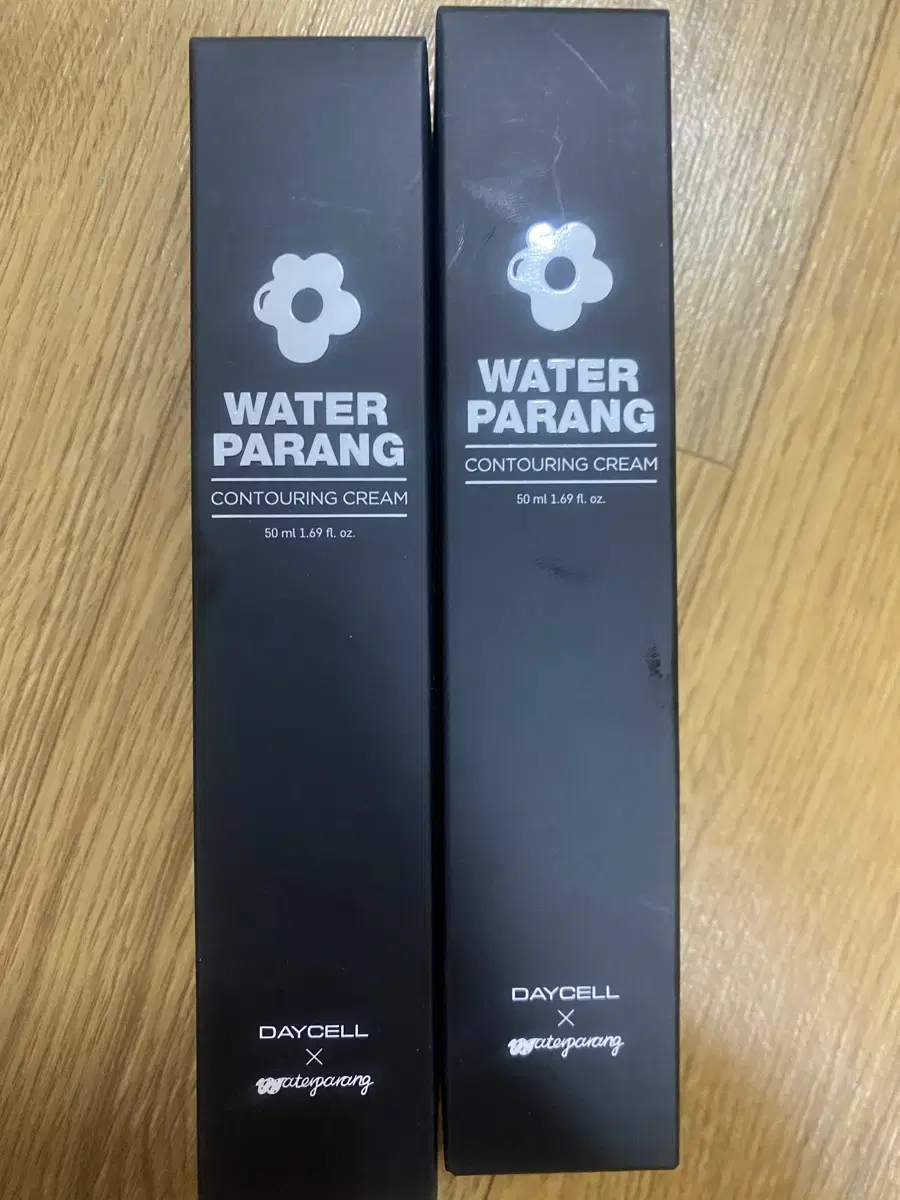 WATER
PARANG
CONTOURING CREAM
50 ml 1.69 fl. oz.
DAYCELL
×
waterparang
WATER
PARANG
CONTOURING CREAM
50 ml 1.69 fl. oz.
DAYCELL
×
waterparang